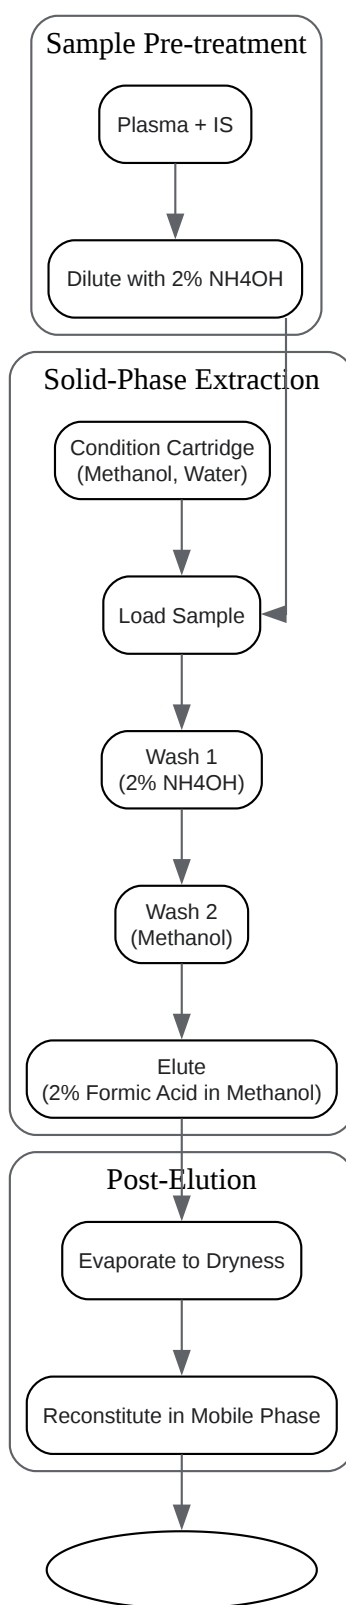 Sample Pre-treatment
Plasma + IS
Dilute with 2% NH4OH
Solid-Phase Extraction
Condition Cartridge
(Methanol, Water)
Load Sample
Wash 1
(2% NH4OH)
Wash 2
(Methanol)
Elute
(2% Formic Acid in Methanol)
Post-Elution
Evaporate to Dryness
Reconstitute in Mobile Phase